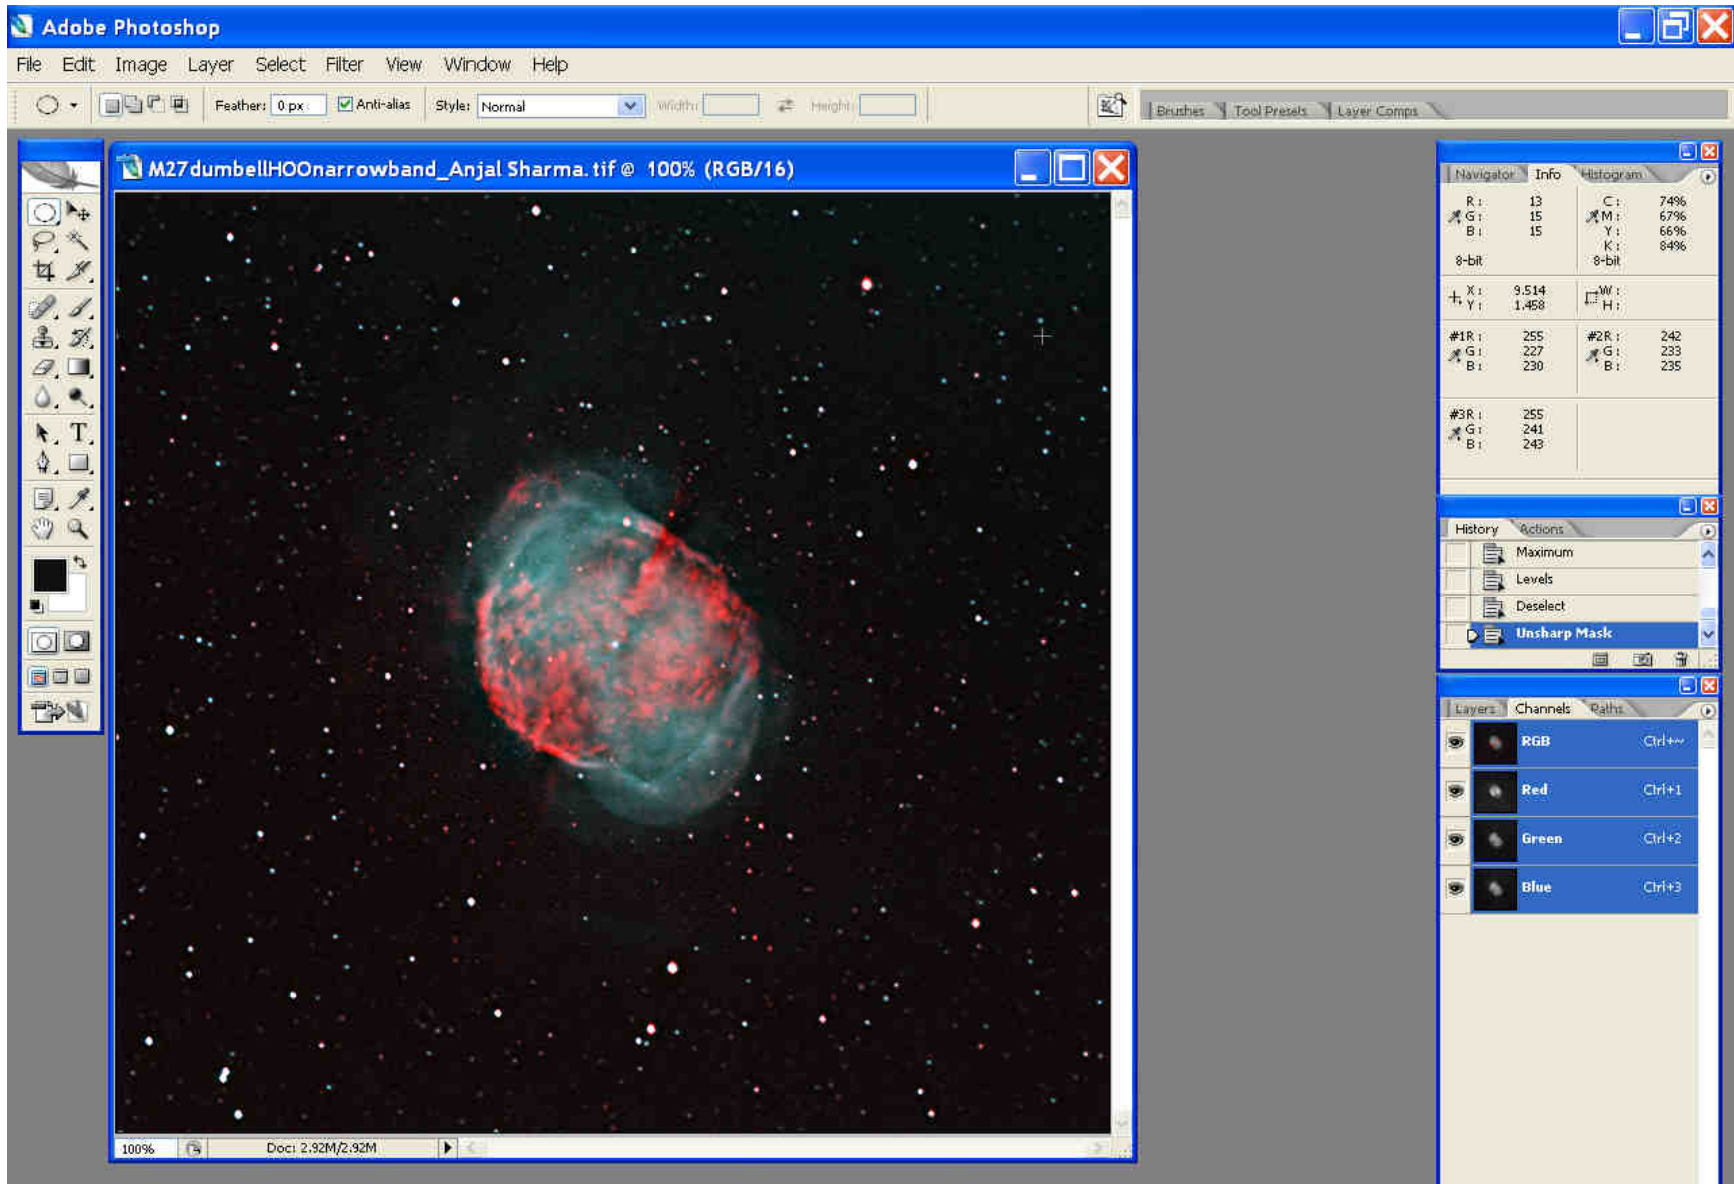 Adobe Photoshop
File Edit Image Layer Select Filter View Window Help
Feather: 0 px Anti-alias Style: Normal Width: Height: Brushes Tool Presets Layer Comps
M27dumbellHOOnarrowband_Anjal Sharma.tif @ 100% (RGB/16)
Navigator Info Histogram
R: 13 C: 74%
G: 15 M: 67%
B: 15 Y: 66%
K: 84%
8-bit 8-bit
X: 9.514 W:
Y: 1.458 H:
#1R: 255 #2R: 242
G: 227 G: 233
B: 230 B: 235
#3R: 255
G: 241
B: 243
History Actions
Maximum
Levels
Deselect
Unsharp Mask
Layers Channels Paths
RGB Ctrl+~
Red Ctrl+1
Green Ctrl+2
Blue Ctrl+3
100% Doc: 2.92M/2.92M